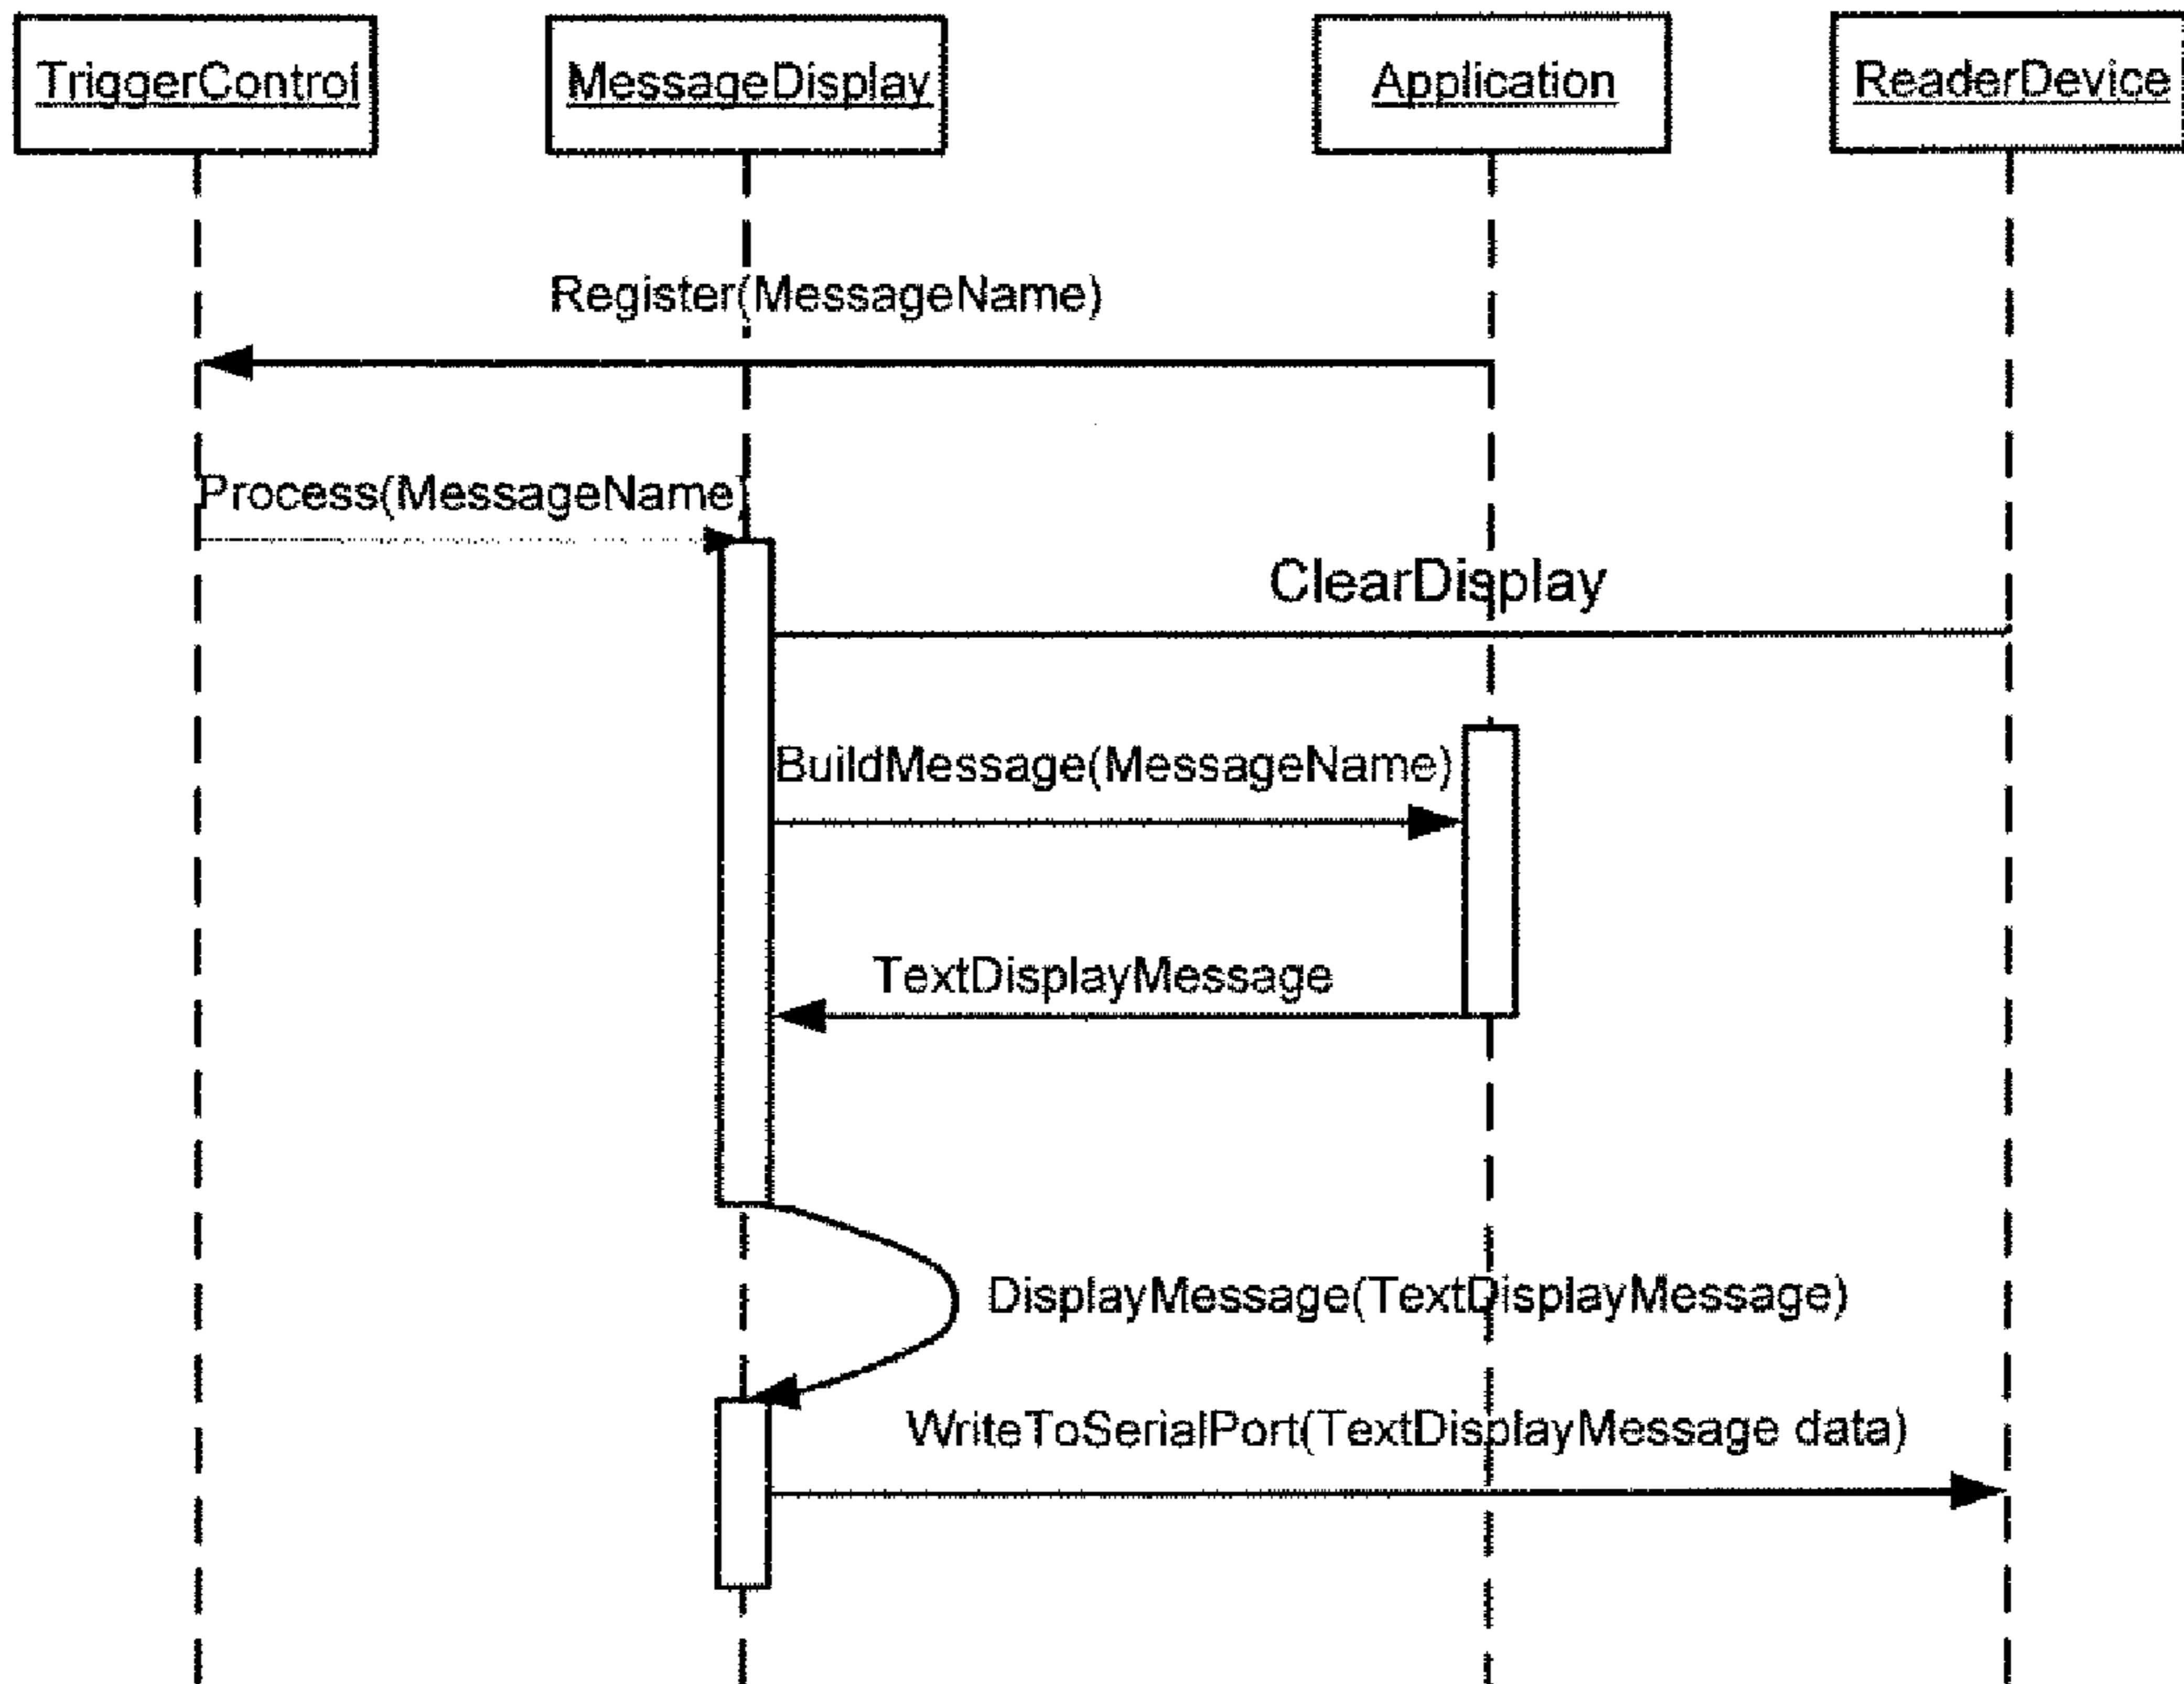 TriggerControl
MessageDisplay
Application
ReaderDevice
Register(MessageName)
Process(MessageName)
ClearDisplay
BuildMessage(MessageName)
TextDisplayMessage
DisplayMessage(TextDisplayMessage)
WriteToSerialPort(TextDisplayMessage data)